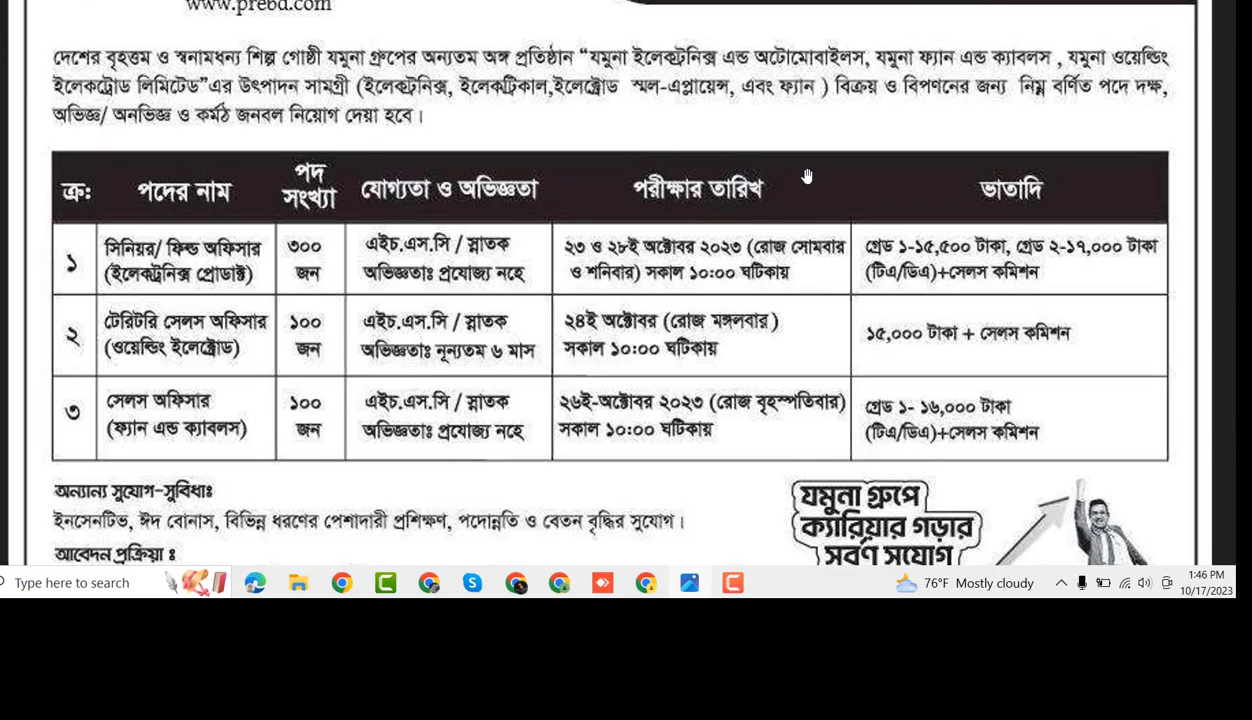 www.prebd.com
দেশের বৃহত্তম ও স্বনামধন্য শিল্প গোষ্ঠী যমুনা গ্রুপের অন্যতম অঙ্গ প্রতিষ্ঠান “যমুনা ইলেকট্রনিক্স এন্ড অটোমোবাইলস, যমুনা ফ্যান এন্ড ক্যাবলস , যমুনা ওয়েল্ডিং
ইলেকট্রোড লিমিটেড”এর উৎপাদন সামগ্রী (ইলেকট্রনিক্স, ইলেকট্রিকাল,ইলেক্ট্রোড স্মল-এপ্লায়েন্স, এবং ফ্যান ) বিক্রয় ও বিপণনের জন্য নিম্ন বর্ণিত পদে দক্ষ,
অভিজ্ঞ/ অনভিজ্ঞ ও কর্মঠ জনবল নিয়োগ দেয়া হবে।
ক্র: পদের নাম পদ সংখ্যা যোগ্যতা ও অভিজ্ঞতা পরীক্ষার তারিখ ভাতাদি
১ সিনিয়র/ ফিল্ড অফিসার ৩০০ এইচ.এস.সি / স্নাতক ২৩ ও ২৮ই অক্টোবর ২০২৩ (রোজ সোমবার গ্রেড ১-১৫,৫০০ টাকা, গ্রেড ২-১৭,০০০ টাকা
(ইলেকট্রনিক্স প্রোডাক্ট) জন অভিজ্ঞতাঃ প্রযোজ্য নহে ও শনিবার) সকাল ১০:০০ ঘটিকায় (টিএ/ডিএ)+সেলস কমিশন
২ টেরিটরি সেলস অফিসার ১০০ এইচ.এস.সি / স্নাতক ২৪ই অক্টোবর (রোজ মঙ্গলবার) ১৫,০০০ টাকা + সেলস কমিশন
(ওয়েল্ডিং ইলেক্ট্রোড) জন অভিজ্ঞতাঃ নূন্যতম ৬ মাস সকাল ১০:০০ ঘটিকায়
৩ সেলস অফিসার ১০০ এইচ.এস.সি / স্নাতক ২৬ই-অক্টোবর ২০২৩ (রোজ বৃহস্পতিবার) গ্রেড ১- ১৬,০০০ টাকা
(ফ্যান এন্ড ক্যাবলস) জন অভিজ্ঞতাঃ প্রযোজ্য নহে সকাল ১০:০০ ঘটিকায় (টিএ/ডিএ)+সেলস কমিশন
অন্যান্য সুযোগ-সুবিধাঃ
ইনসেনটিভ, ঈদ বোনাস, বিভিন্ন ধরণের পেশাদারী প্রশিক্ষণ, পদোন্নতি ও বেতন বৃদ্ধির সুযোগ।
আবেদন প্রক্রিয়া ঃ
যমুনা গ্রুপে
ক্যারিয়ার গড়ার
সুবর্ণ সুযোগ
Type here to search
76°F Mostly cloudy
1:46 PM
10/17/2023